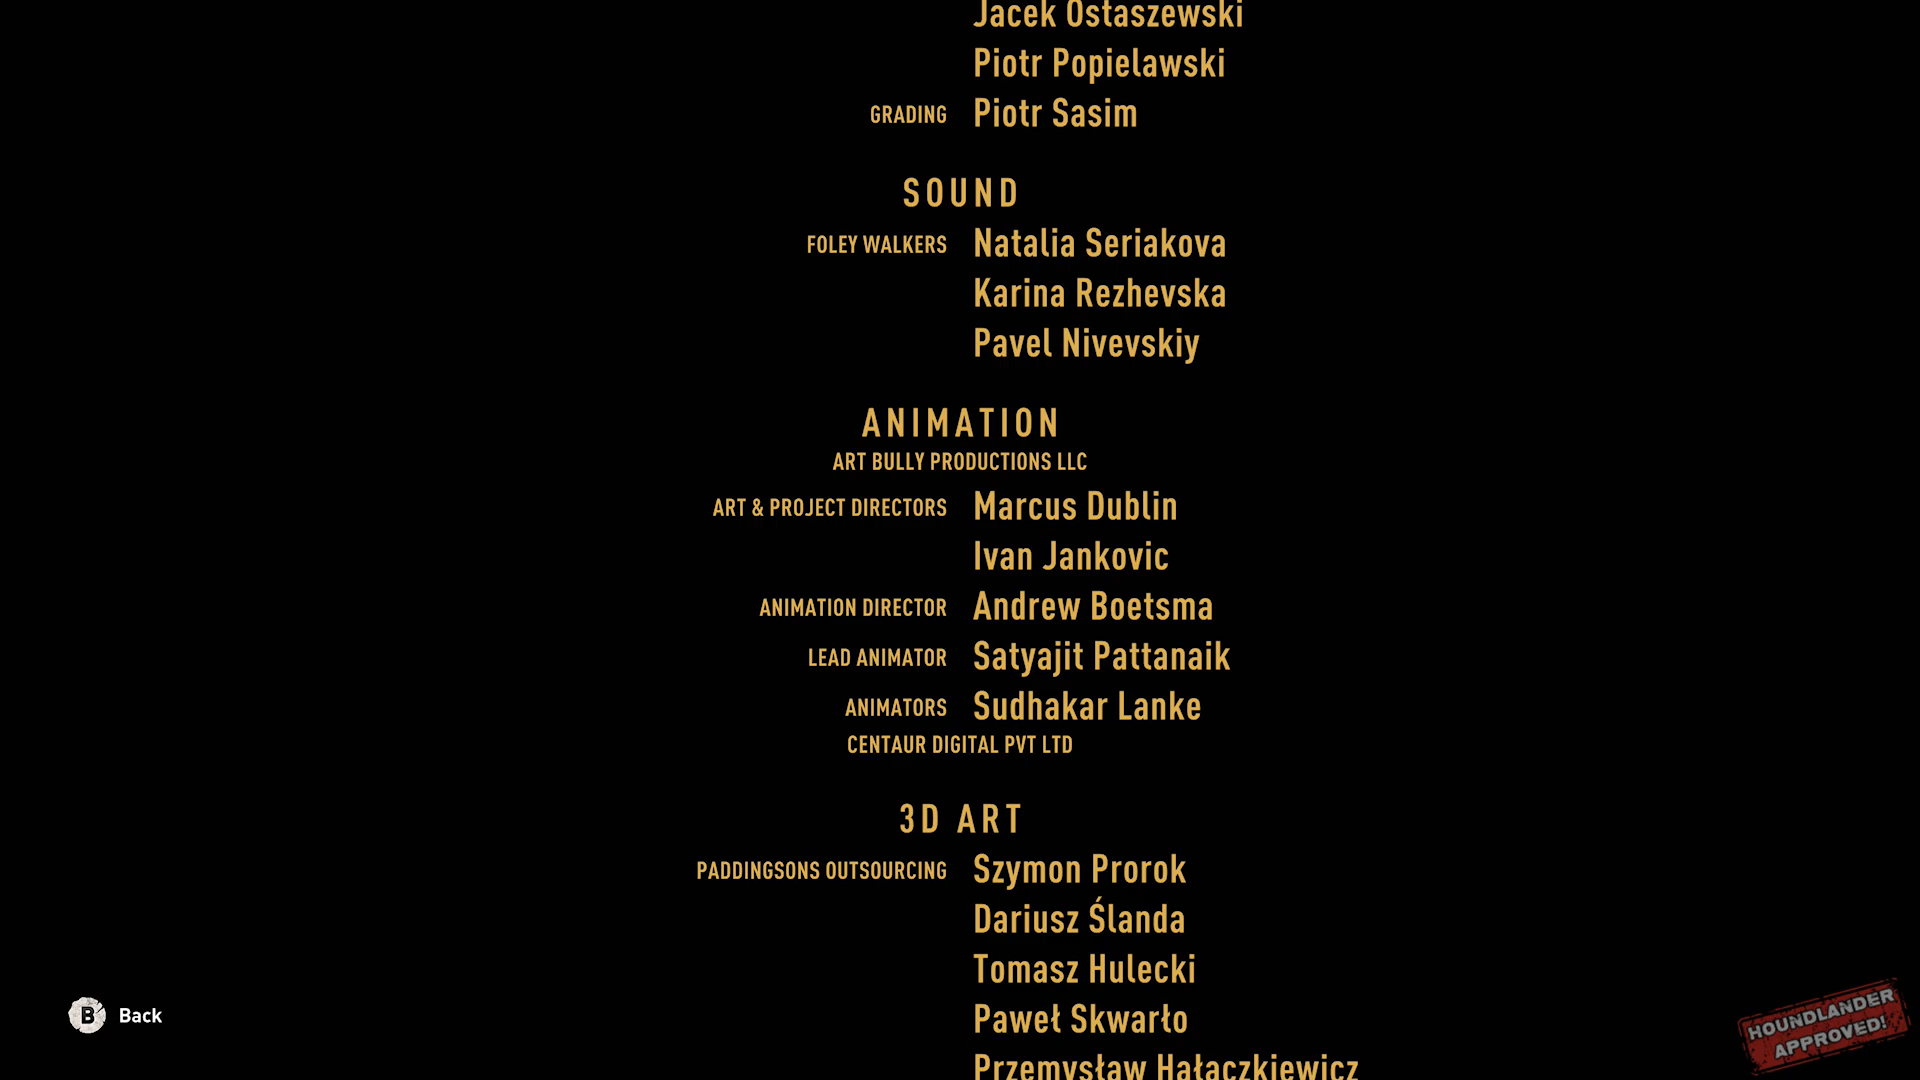 Jacek Ostaszewski
Piotr Popielawski
GRADING Piotr Sasim
SOUND
FOLEY WALKERS Natalia Seriakova
Karina Rezhevska
Pavel Nivevskiy
ANIMATION
ART BULLY PRODUCTIONS LLC
ART & PROJECT DIRECTORS Marcus Dublin
Ivan Jankovic
ANIMATION DIRECTOR Andrew Boetsma
LEAD ANIMATOR Satyajit Pattanaik
ANIMATORS Sudhakar Lanke
CENTAUR DIGITAL PVT LTD
3D ART
PADDINGSONS OUTSOURCING Szymon Prorok
Dariusz Ślanda
Tomasz Hulecki
Paweł Skwarło
Przemysław Hałaczkiewicz
B Back
HOUNDLANDER
APPROVED!